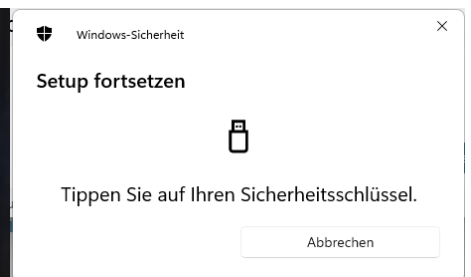 Windows-Sicherheit
Setup fortsetzen
Tippen Sie auf Ihren Sicherheitsschlüssel.
Abbrechen